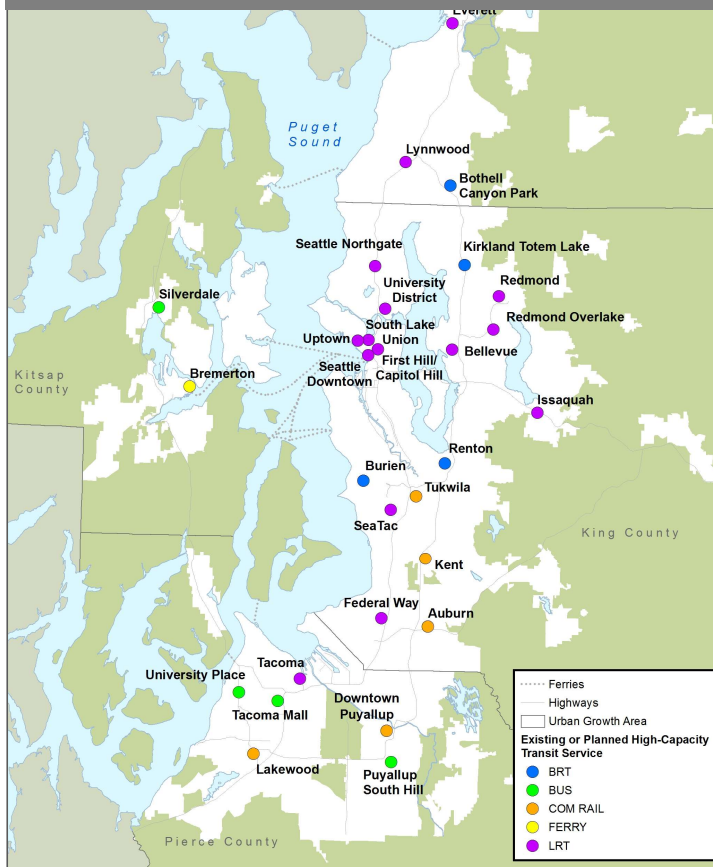 Everett
Puget
Sound
Lynnwood
Bothell
Canyon Park
Seattle Northgate
Kirkland Totem Lake
University
District
Redmond
Silverdale
South Lake
Union
Redmond Overlake
Uptown
Bellevue
First Hill/
Capitol Hill
Seattle
Downtown
Kitsap
County
Bremerton
Issaquah
Renton
Burien
Tukwila
SeaTac
King County
Kent
Federal Way
Auburn
Tacoma
University Place
Tacoma Mall
Downtown
Puyallup
Lakewood
Puyallup
South Hill
Pierce County
Ferries
Highways
Urban Growth Area
Existing or Planned High-Capacity
Transit Service
BRT
BUS
COM RAIL
FERRY
LRT